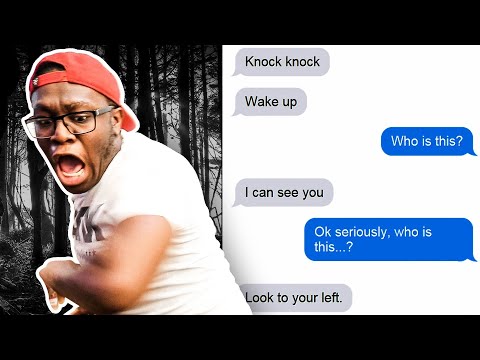 Knock knock
Wake up
Who is this?
I can see you
Ok seriously, who is
this...?
Look to your left.